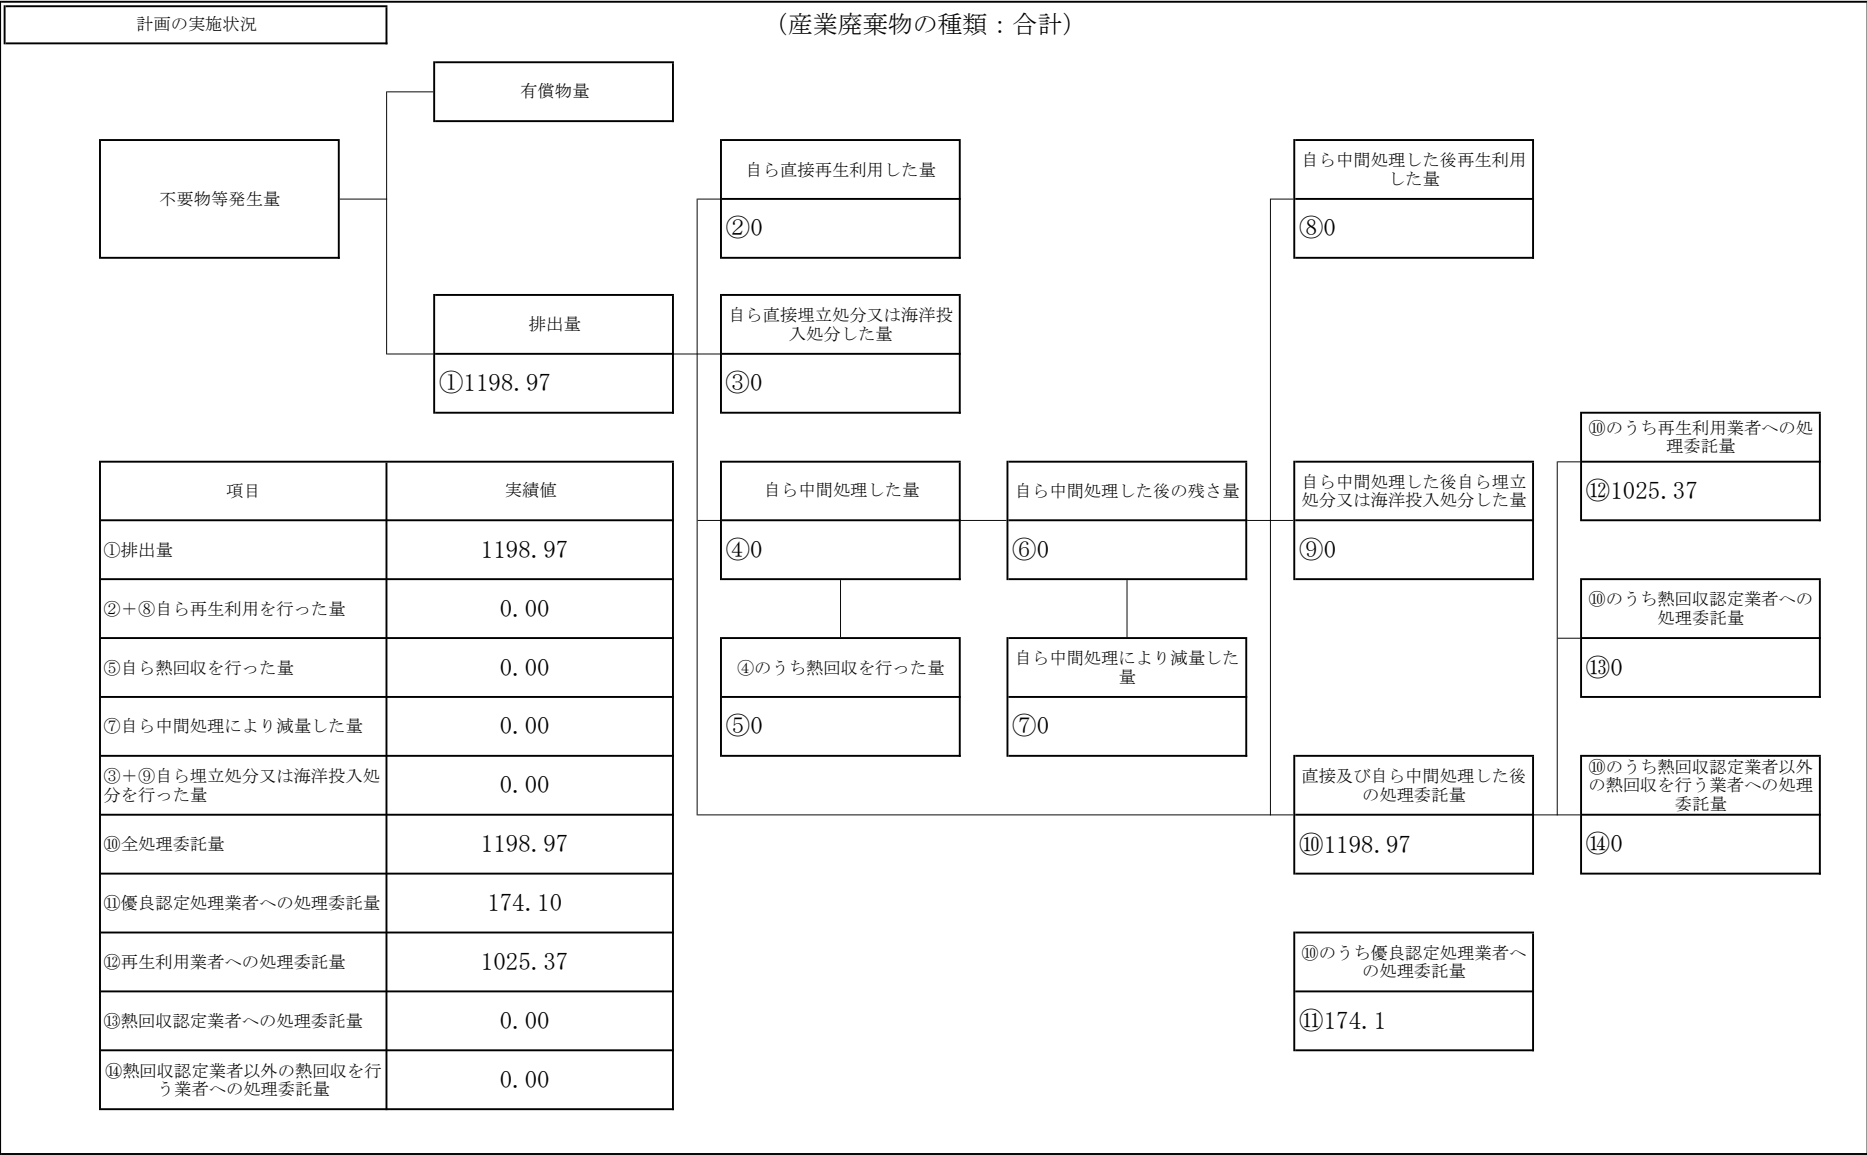 計画の実施状況
（産業廃棄物の種類：合計）
有償物量
不要物等発生量
自ら直接再生利用した量
②0
自ら中間処理した後再生利用
した量
⑧0
排出量
①1198.97
自ら直接埋立処分又は海洋投
入処分した量
③0
⑩のうち再生利用業者への処
理委託量
⑫1025.37
自ら中間処理した量
④0
自ら中間処理した後の残さ量
⑥0
自ら中間処理した後自ら埋立
処分又は海洋投入処分した量
⑨0
⑩のうち熱回収認定業者への
処理委託量
⑬0
④のうち熱回収を行った量
⑤0
自ら中間処理により減量した
量
⑦0
直接及び自ら中間処理した後
の処理委託量
⑩1198.97
⑩のうち熱回収認定業者以外
の熱回収を行う業者への処理
委託量
⑭0
⑩のうち優良認定処理業者へ
の処理委託量
⑪174.1
項目 実績値
①排出量 1198.97
②＋⑧自ら再生利用を行った量 0.00
⑤自ら熱回収を行った量 0.00
⑦自ら中間処理により減量した量 0.00
③＋⑨自ら埋立処分又は海洋投入処
分を行った量 0.00
⑩全処理委託量 1198.97
⑪優良認定処理業者への処理委託量 174.10
⑫再生利用業者への処理委託量 1025.37
⑬熱回収認定業者への処理委託量 0.00
⑭熱回収認定業者以外の熱回収を行
う業者への処理委託量 0.00